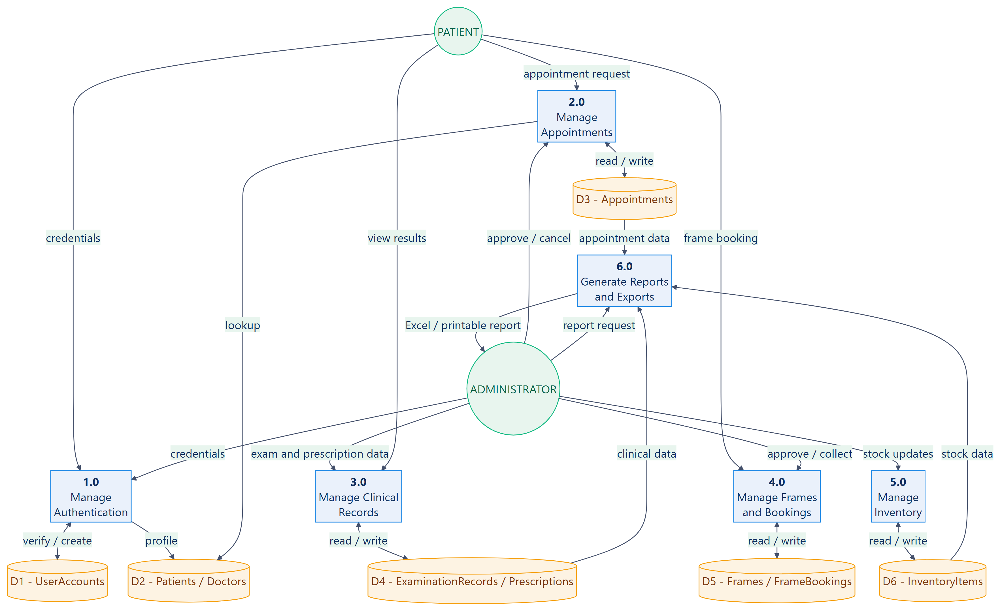 PATIENT
appointment request
2.0
Manage
Appointments
read / write
D3 - Appointments
credentials
view results
approve / cancel
appointment data
frame booking
6.0
Generate Reports
and Exports
lookup
Excel / printable report
report request
ADMINISTRATOR
credentials
exam and prescription data
clinical data
approve / collect
stock updates
stock data
1.0
Manage
Authentication
3.0
Manage Clinical
Records
4.0
Manage Frames
and Bookings
5.0
Manage
Inventory
verify / create
profile
read / write
read / write
read / write
D1 - UserAccounts
D2 - Patients / Doctors
D4 - ExaminationRecords / Prescriptions
D5 - Frames / FrameBookings
D6 - InventoryItems